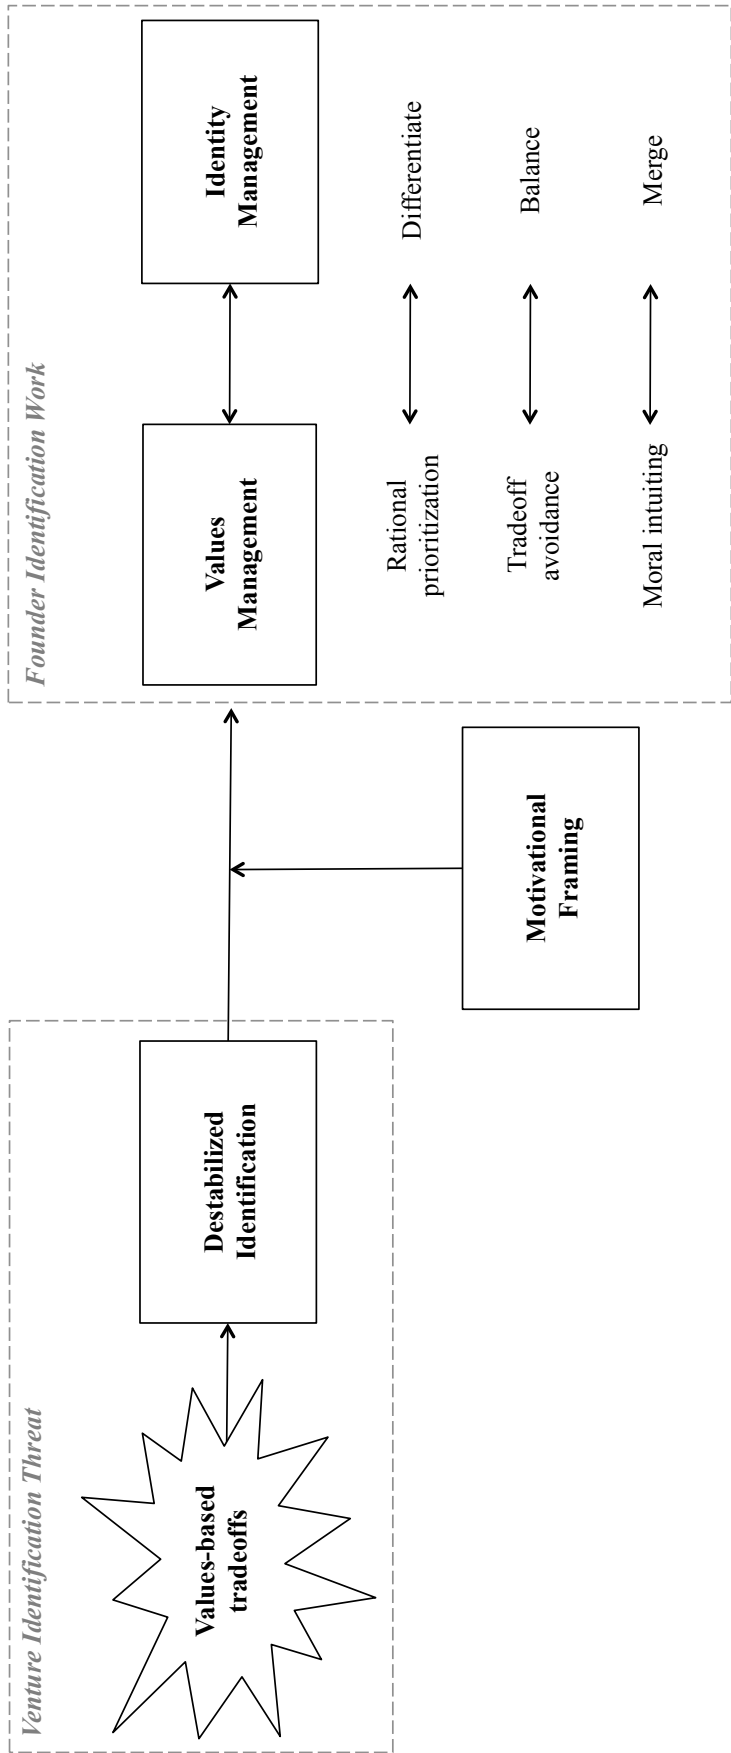 Venture Identification Threat
Values-based
tradeoffs
Destabilized
Identification
Motivational
Framing
Founder Identification Work
Values
Management
Identity
Management
Rational
prioritization
Differentiate
Tradeoff
avoidance
Balance
Moral intuiting
Merge